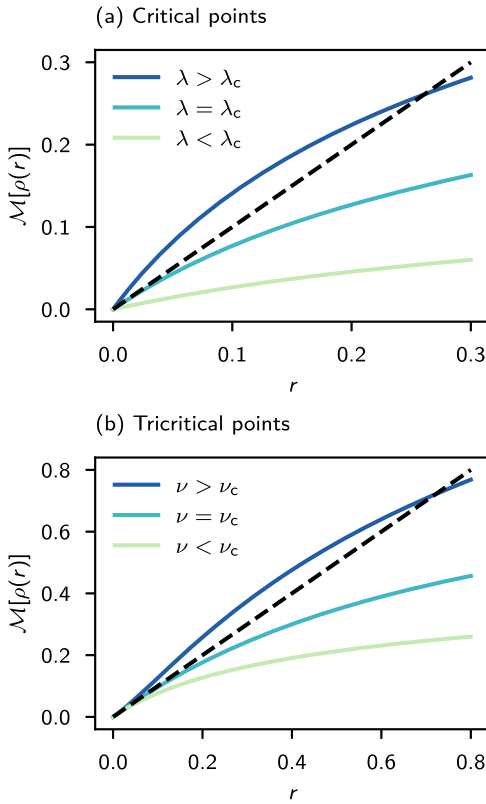 (a) Critical points
0.3
0.2
0.1
0.0
ℳ[ρ(r)]
λ > λc
λ = λc
λ < λc
0.0 0.1 0.2 0.3
r
(b) Tricritical points
0.8
0.6
0.4
0.2
0.0
ℳ[ρ(r)]
ν > νc
ν = νc
ν < νc
0.0 0.2 0.4 0.6 0.8
r